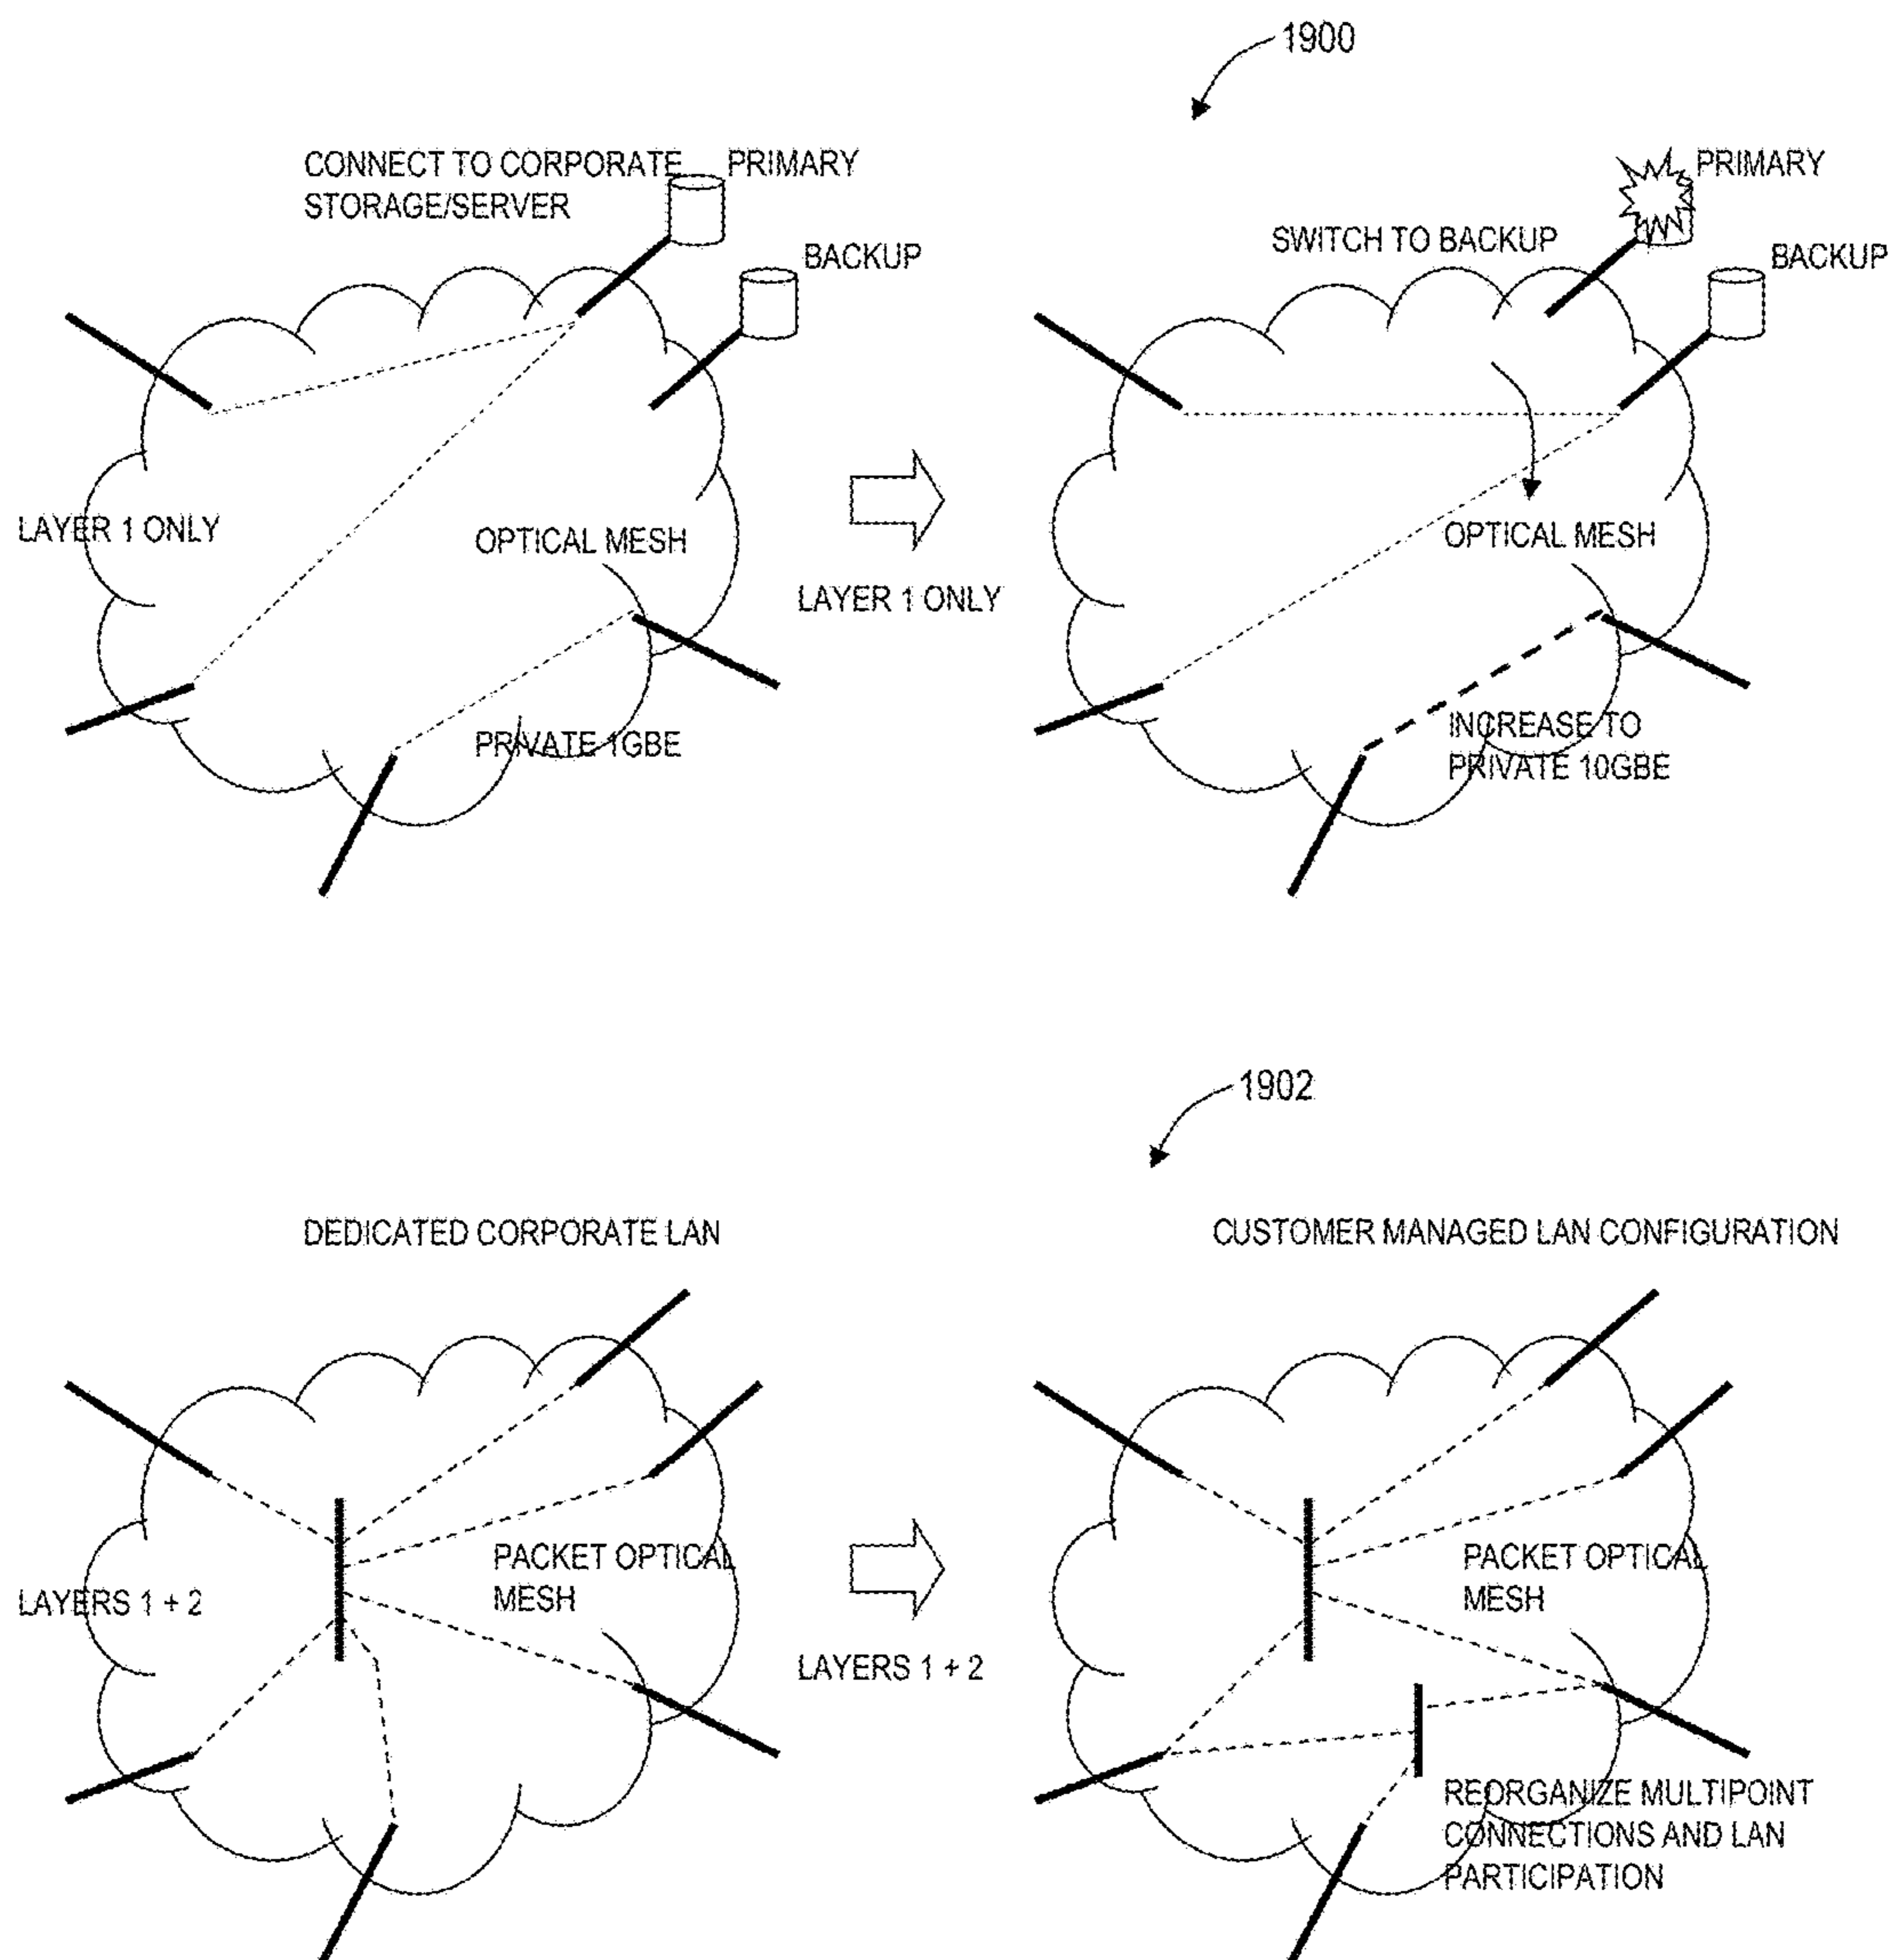 1900
CONNECT TO CORPORATE
STORAGE/SERVER
PRIMARY
BACKUP
LAYER 1 ONLY
OPTICAL MESH
PRIVATE 1GBE
LAYER 1 ONLY
SWITCH TO BACKUP
PRIMARY
BACKUP
OPTICAL MESH
INCREASE TO
PRIVATE 10GBE
1902
DEDICATED CORPORATE LAN
LAYERS 1 + 2
PACKET OPTICAL
MESH
LAYERS 1 + 2
CUSTOMER MANAGED LAN CONFIGURATION
PACKET OPTICAL
MESH
REORGANIZE MULTIPOINT
CONNECTIONS AND LAN
PARTICIPATION